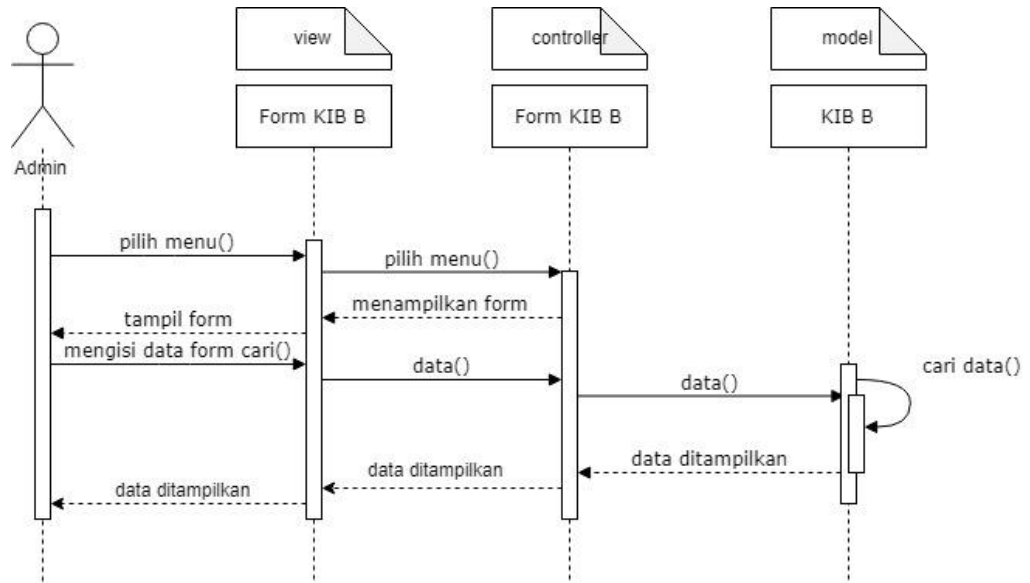 view
controller
model
Form KIB B
Form KIB B
KIB B
Admin
pilih menu()
pilih menu()
menampilkan form
tampil form
mengisi data form cari()
data()
cari data()
data()
data ditampilkan
data ditampilkan
data ditampilkan